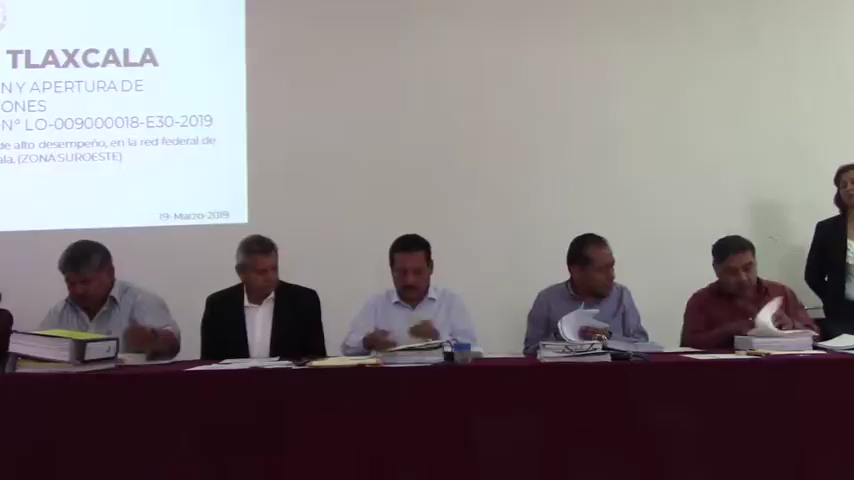 TLAXCALA
N Y APERTURA DE
ONES
N° LO-009000018-E30-2019
de alto desempeño, en la red federal de
ala. (ZONA SUROESTE)
19-Marzo-2019